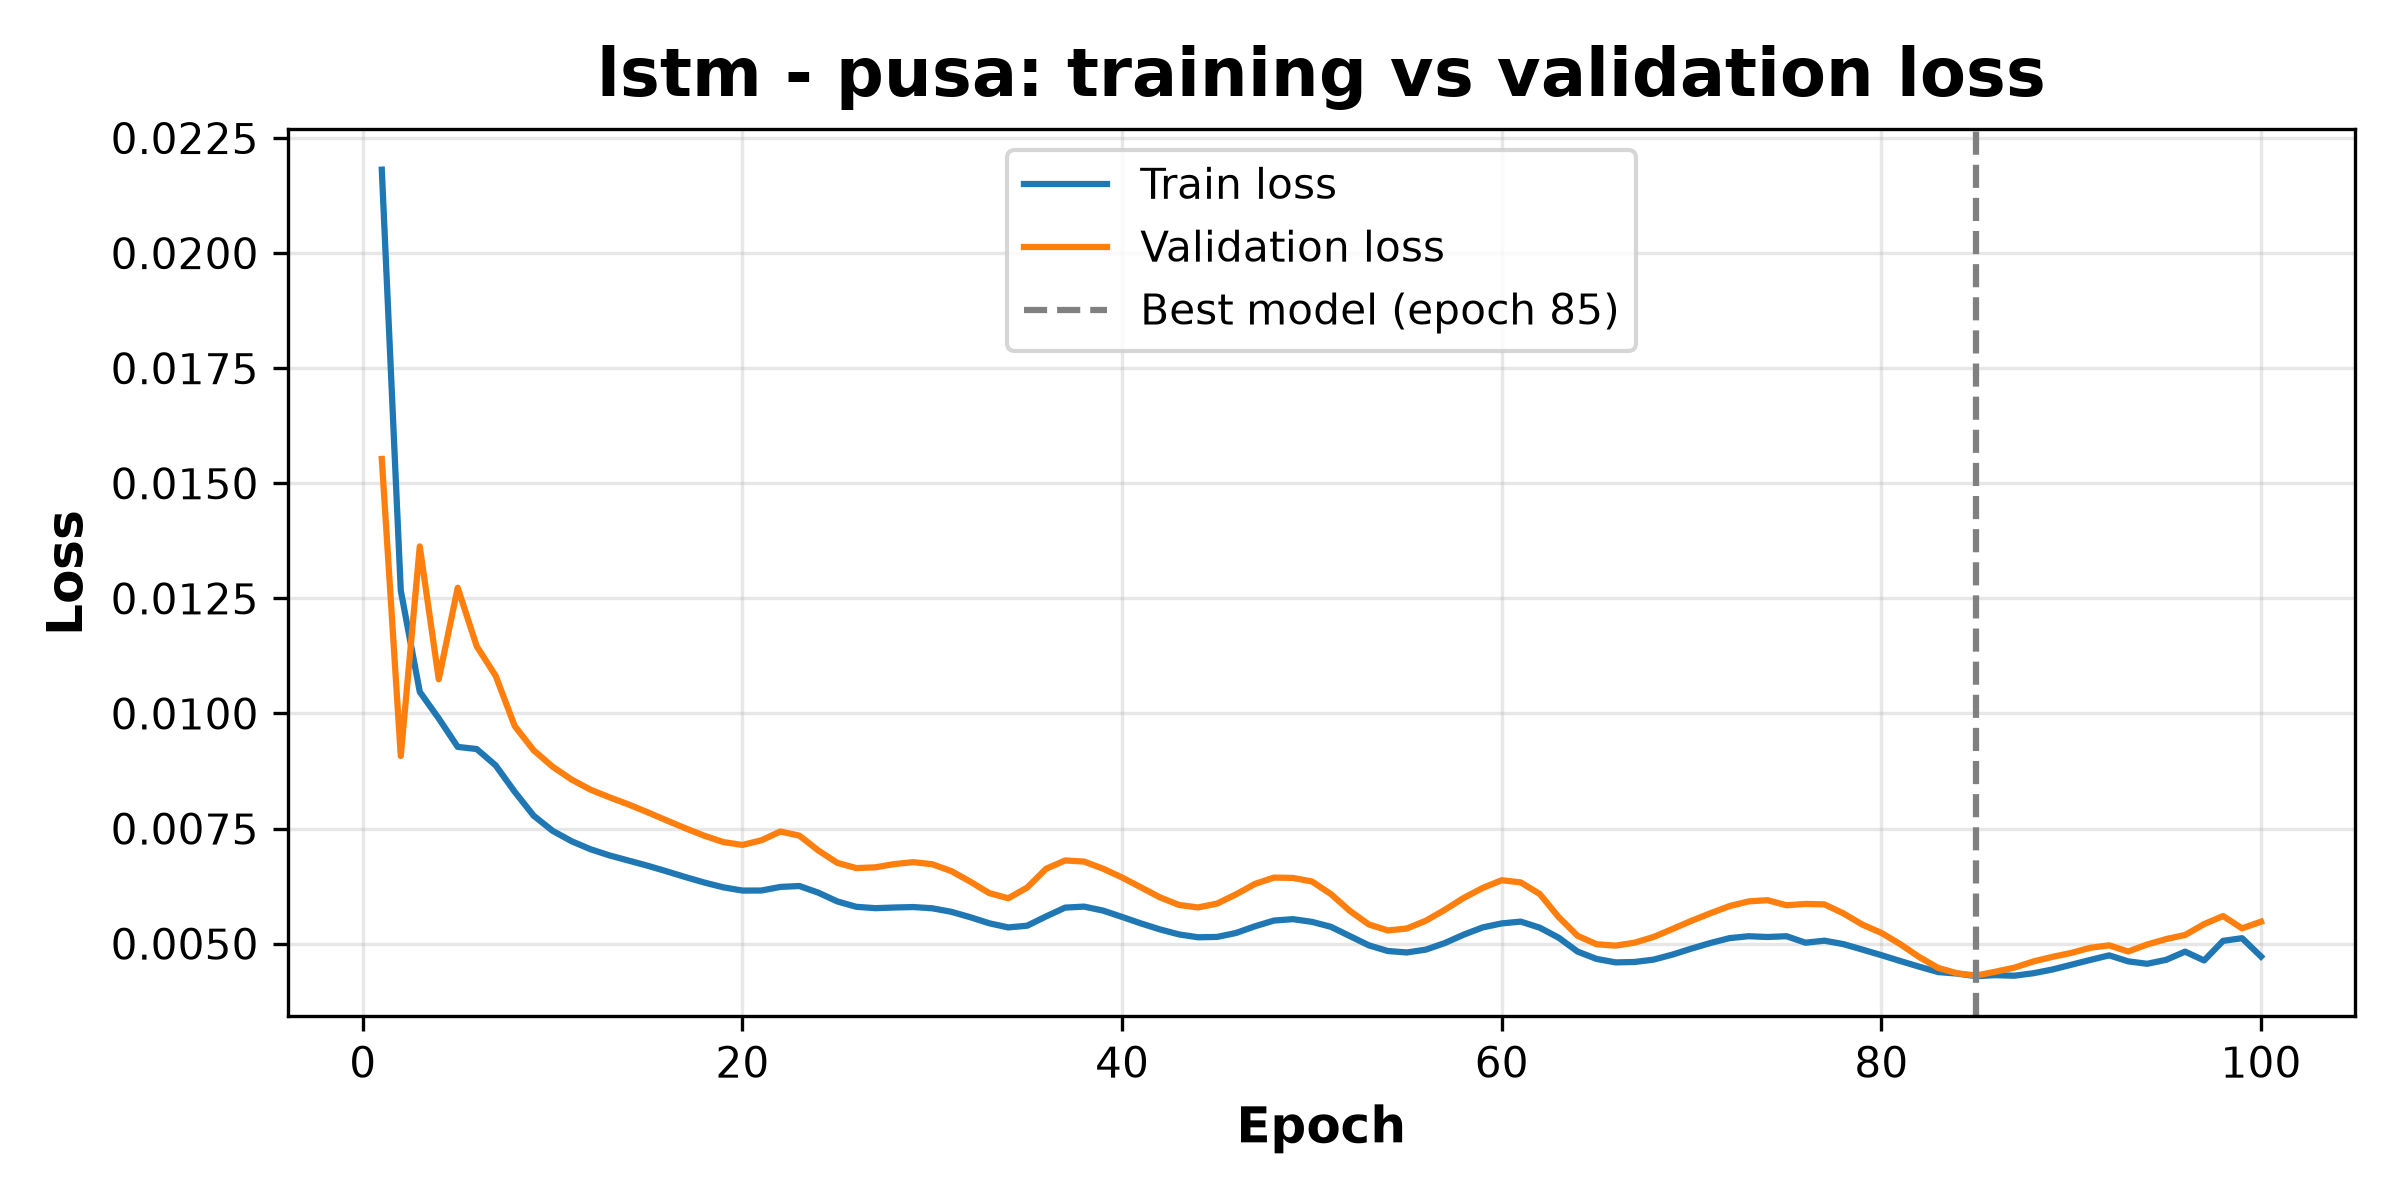 lstm - pusa: training vs validation loss
0.0225
0.0200
0.0175
0.0150
0.0125
0.0100
0.0075
0.0050
Loss
Train loss
Validation loss
Best model (epoch 85)
0 20 40 60 80 100
Epoch